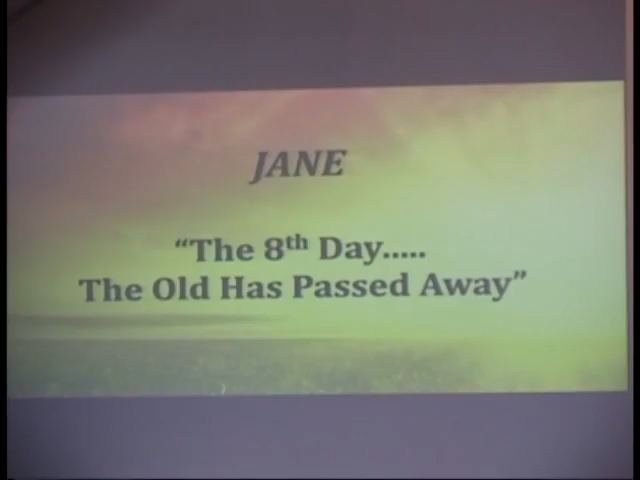 JANE
“The 8th Day.....
The Old Has Passed Away”